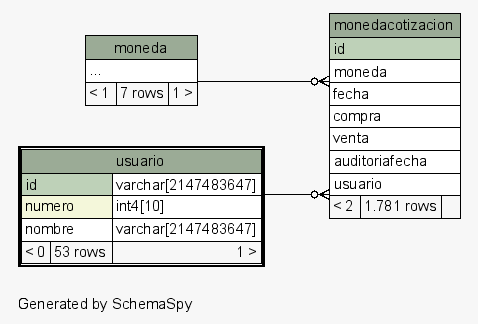 moneda
...
< 1 7 rows 1 >
monedacotizacion
id
moneda
fecha
compra
venta
auditoriafecha
usuario
< 2 1.781 rows
usuario
id varchar[2147483647]
numero int4[10]
nombre varchar[2147483647]
< 0 53 rows 1 >
Generated by SchemaSpy